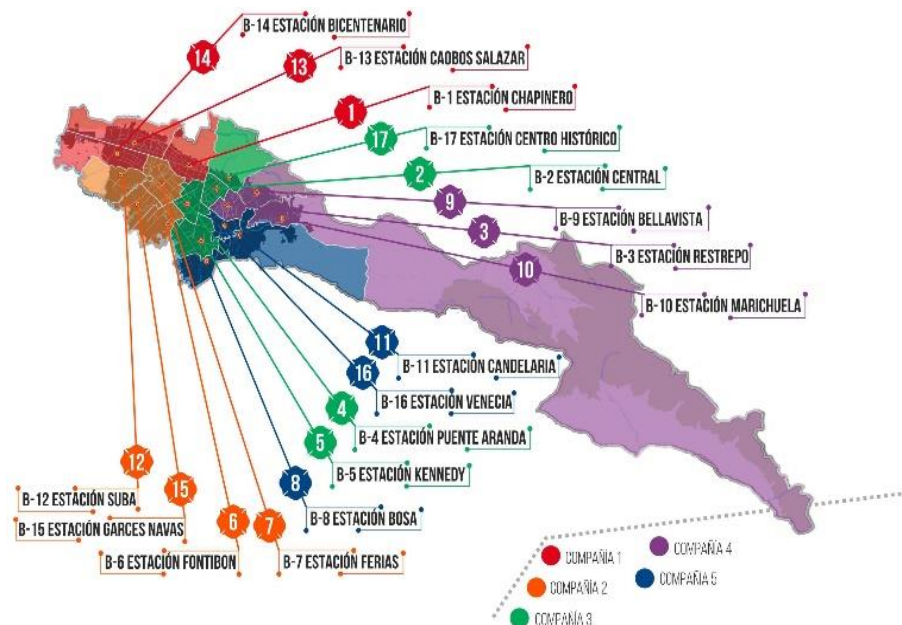 B-14 ESTACIÓN BICENTENARIO
14
B-13 ESTACIÓN CAOBOS SALAZAR
13
B-1 ESTACIÓN CHAPINERO
1
B-17 ESTACIÓN CENTRO HISTÓRICO
17
B-2 ESTACIÓN CENTRAL
2
B-9 ESTACIÓN BELLAVISTA
9
B-3 ESTACIÓN RESTREPO
3
B-10 ESTACIÓN MARICHUELA
10
B-11 ESTACIÓN CANDELARIA
11
B-16 ESTACIÓN VENECIA
16
B-4 ESTACIÓN PUENTE ARANDA
4
B-5 ESTACIÓN KENNEDY
5
B-8 ESTACIÓN BOSA
8
B-12 ESTACIÓN SUBA
12
B-15 ESTACIÓN GARCES NAVAS
15
B-6 ESTACIÓN FONTIBON
6
B-7 ESTACIÓN FERIAS
7
COMPAÑÍA 1
COMPAÑÍA 2
COMPAÑÍA 3
COMPAÑÍA 4
COMPAÑÍA 5